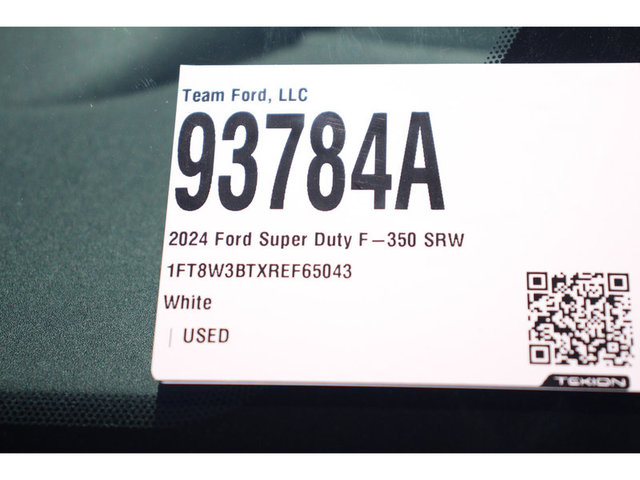 Team Ford, LLC
93784A
2024 Ford Super Duty F-350 SRW
1FT8W3BTXREF65043
White
| USED
TEKION